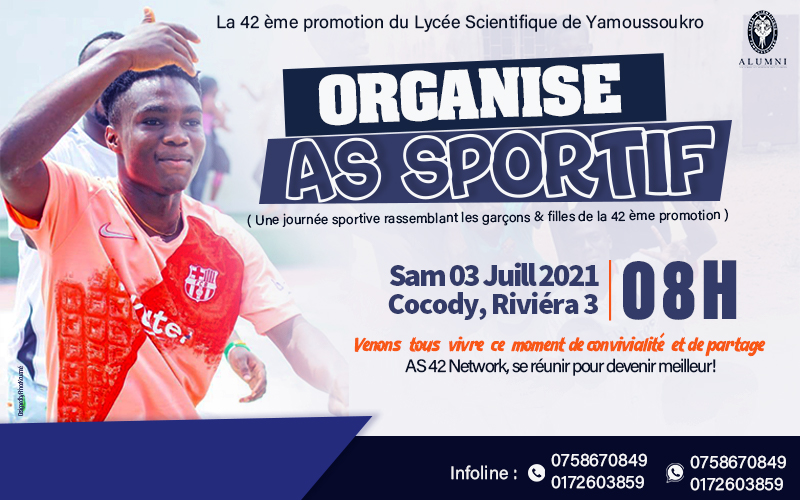 La 42 ème promotion du Lycée Scientifique de Yamoussoukro
ALUMNI
ORGANISE
AS SPORTIF
( Une journée sportive rassemblant les garçons & filles de la 42 ème promotion )
Sam 03 Juill 2021
Cocody, Riviéra 3
08H
Venons tous vivre ce moment de convivialité et de partage
AS 42 Network, se réunir pour devenir meilleur!
Infoline :
0758670849
0172603859
0758670849
0172603859